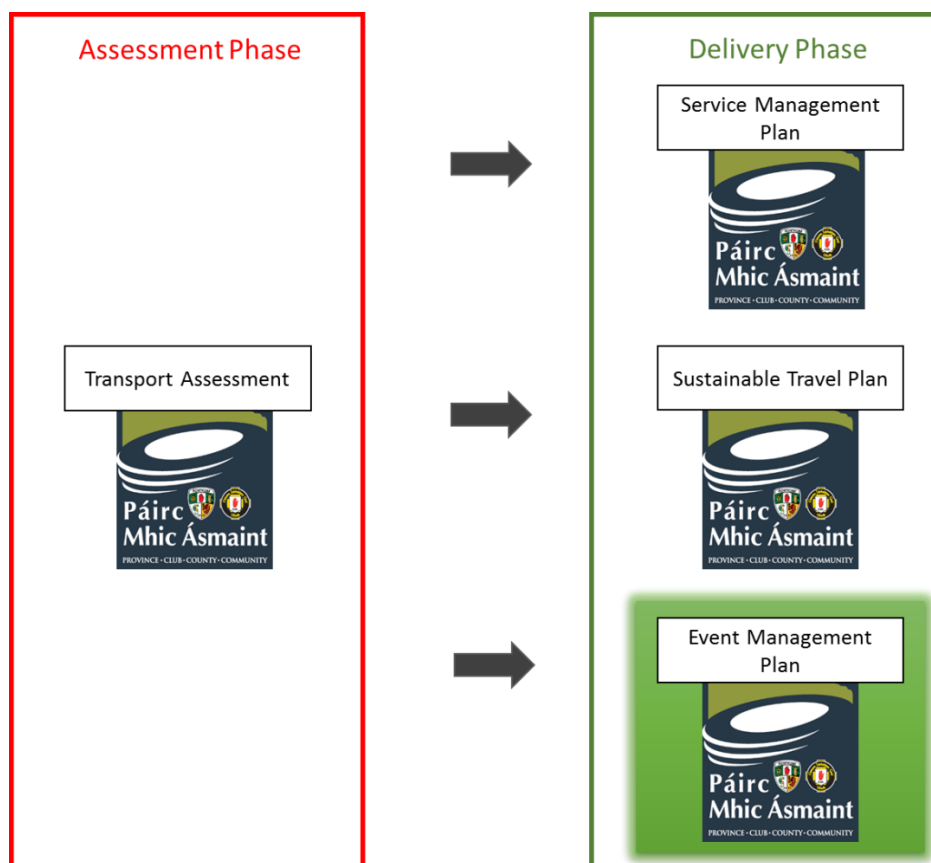 Assessment Phase
Transport Assessment
Páirc
Mhic Ásmaint
PROVINCE · CLUB · COUNTY · COMMUNITY
Delivery Phase
Service Management
Plan
Páirc
Mhic Ásmaint
PROVINCE · CLUB · COUNTY · COMMUNITY
Sustainable Travel Plan
Páirc
Mhic Ásmaint
PROVINCE · CLUB · COUNTY · COMMUNITY
Event Management
Plan
Páirc
Mhic Ásmaint
PROVINCE · CLUB · COUNTY · COMMUNITY